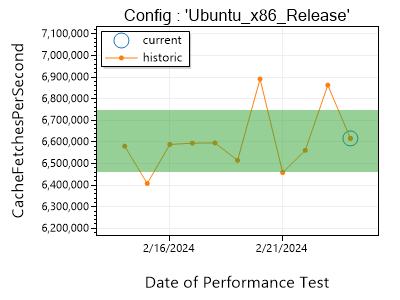 Config : 'Ubuntu_x86_Release'
CacheFetchesPerSecond
7,100,000
7,000,000
6,900,000
6,800,000
6,700,000
6,600,000
6,500,000
6,400,000
6,300,000
6,200,000
current
historic
2/16/2024
2/21/2024
Date of Performance Test